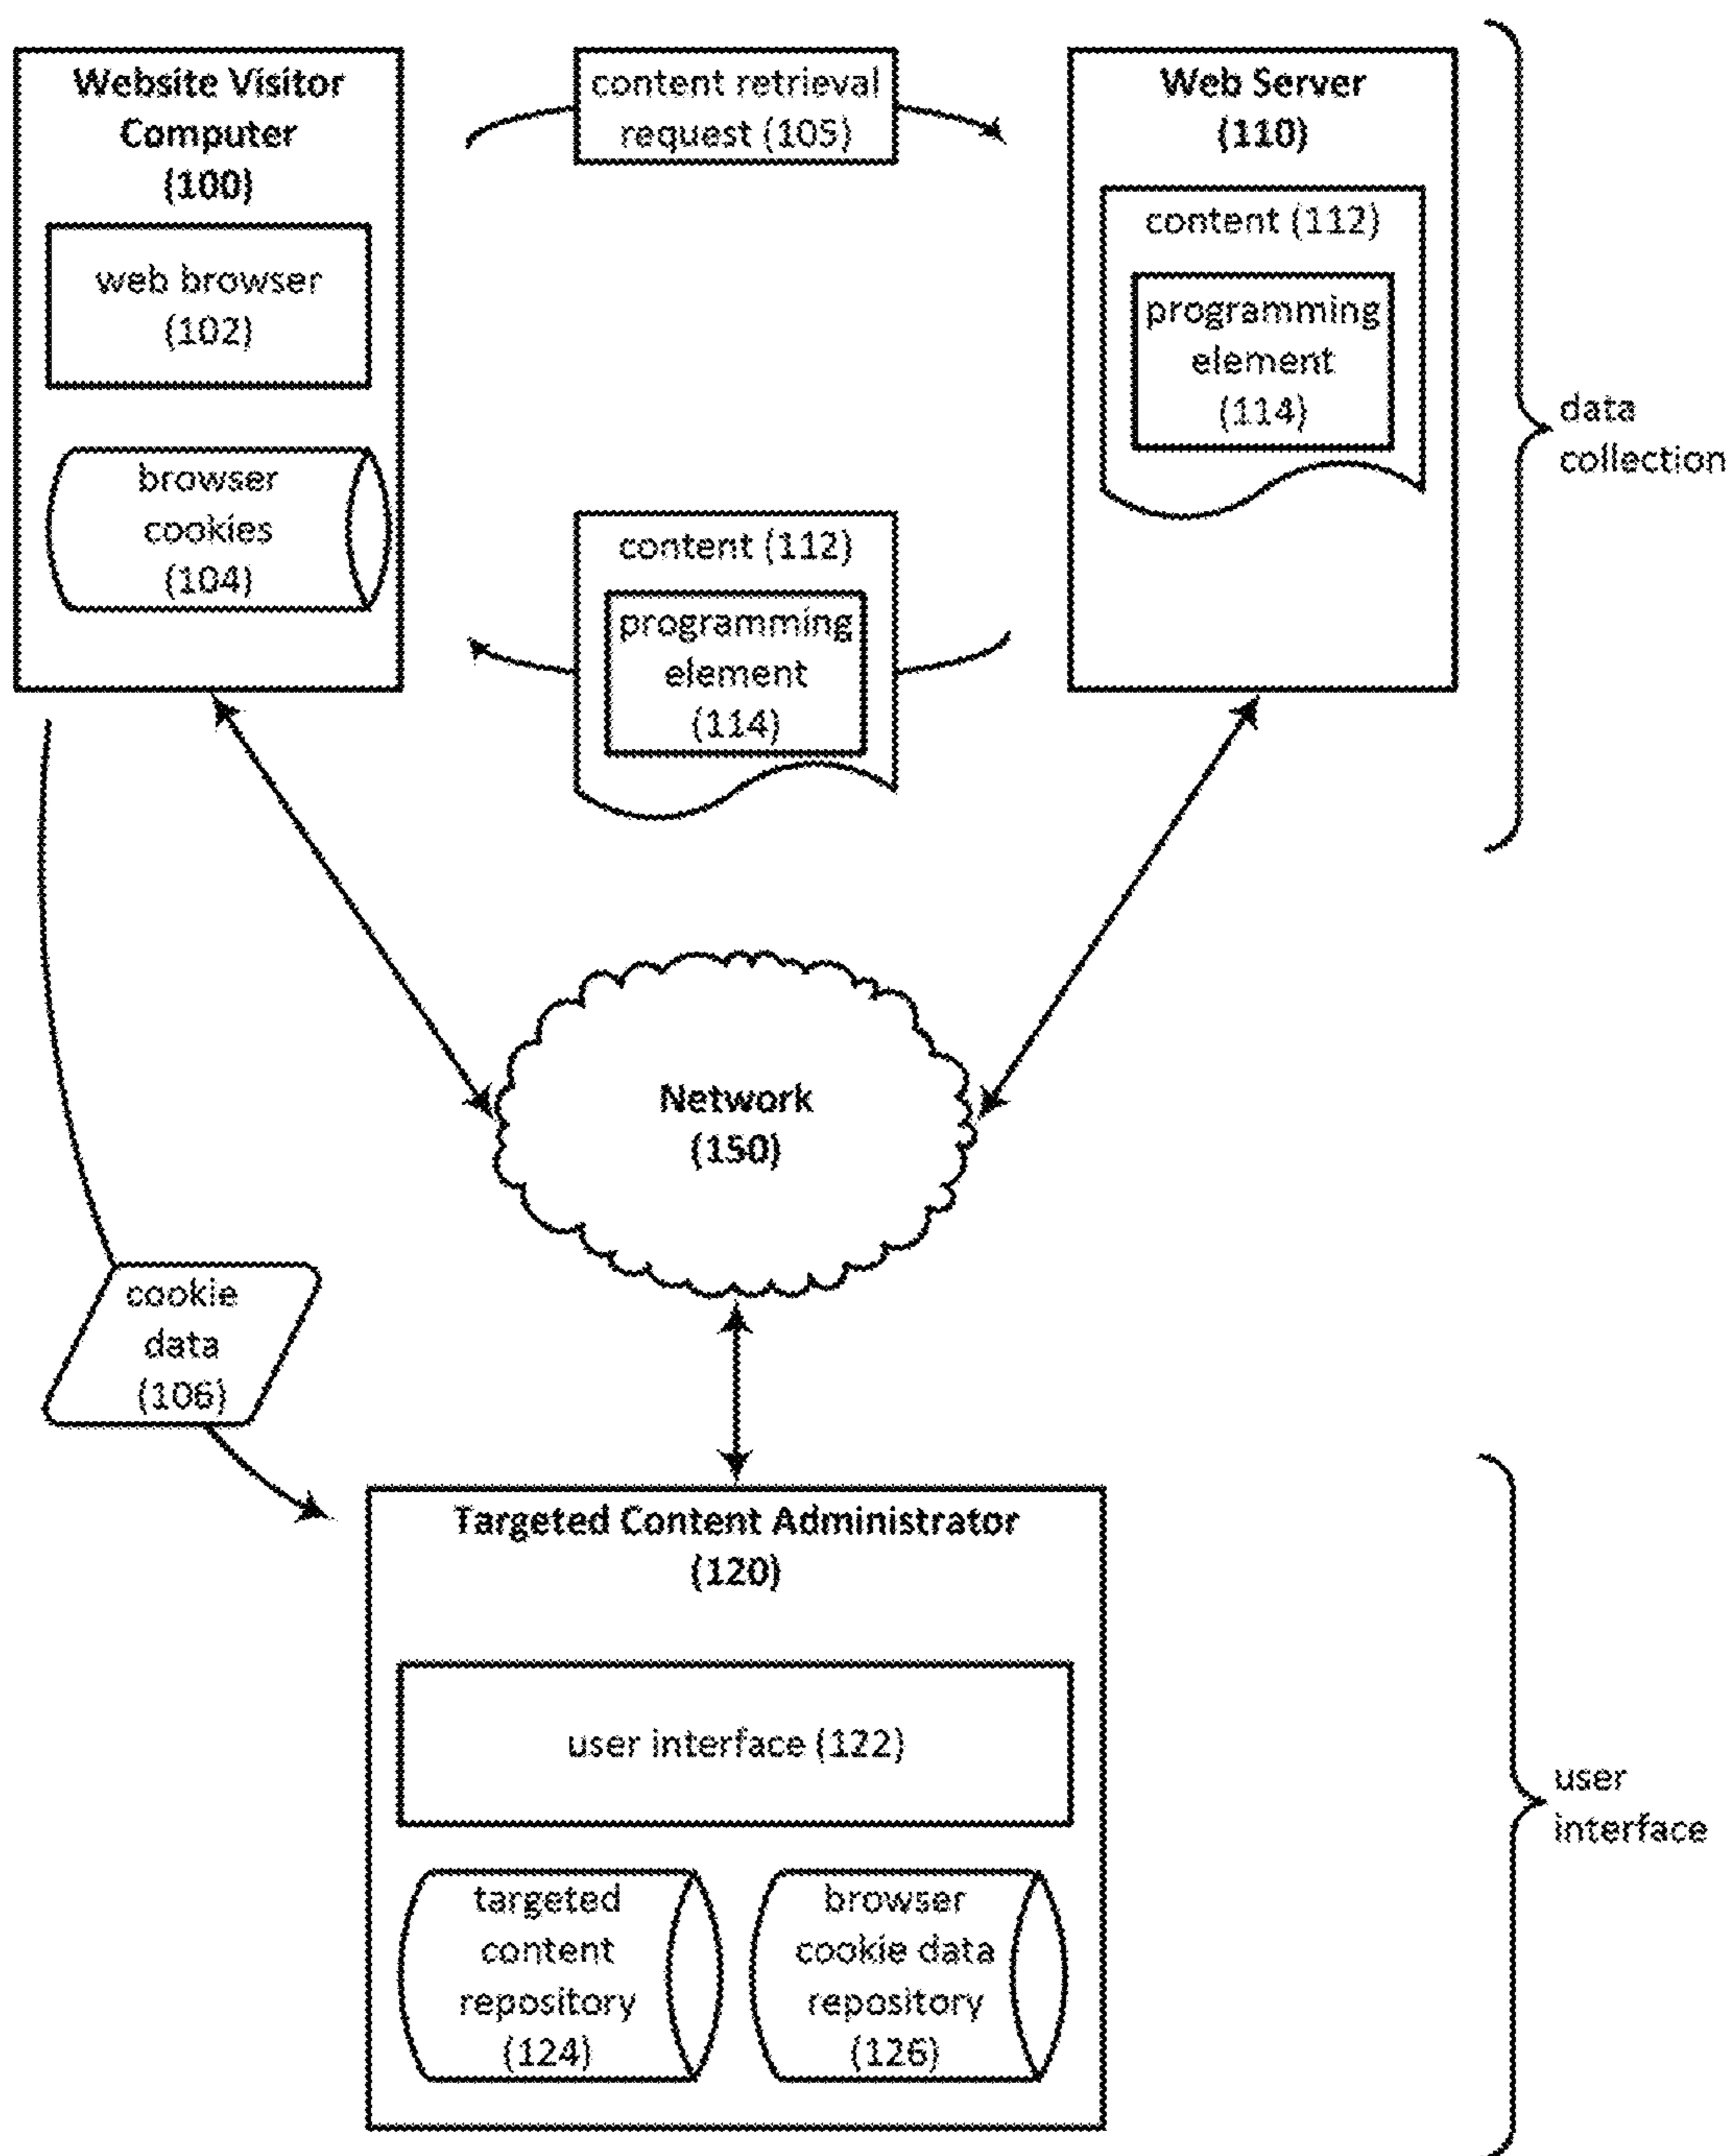 Website Visitor
Computer
(100)
web browser
(102)
browser
cookies
(104)
content retrieval
request (105)
content (112)
programming
element
(114)
Web Server
(110)
content (112)
programming
element
(114)
data
collection
Network
(150)
cookie
data
(106)
Targeted Content Administrator
(120)
user interface (122)
targeted
content
repository
(124)
browser
cookie data
repository
(126)
user
interface